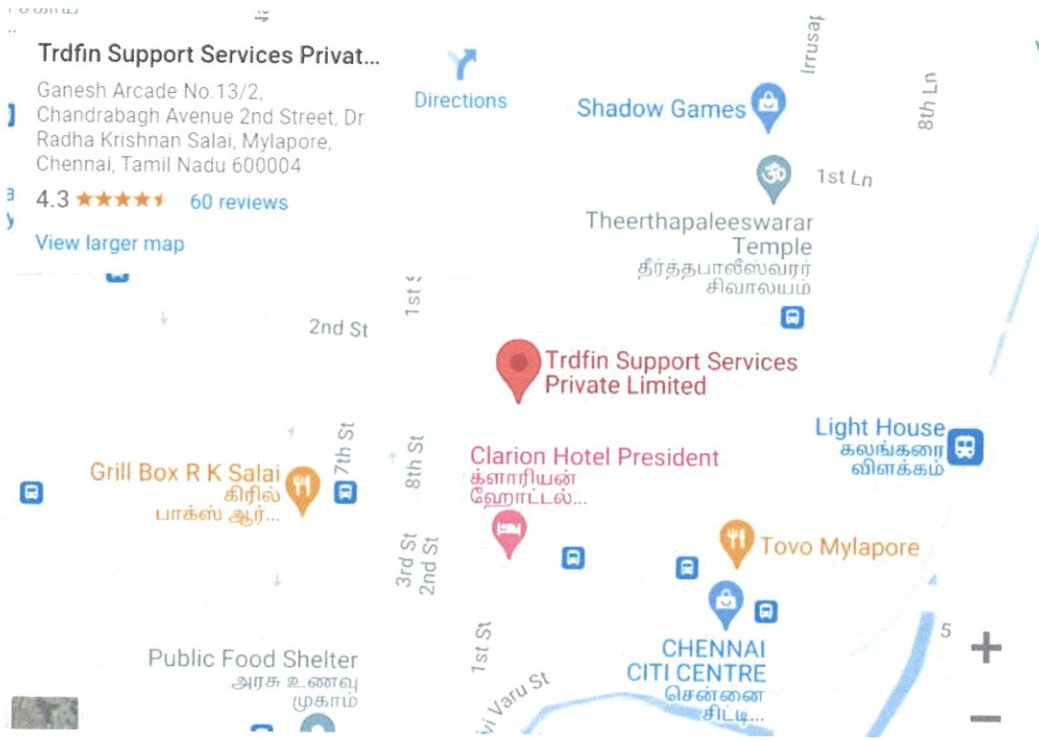 Trdfin Support Services Privat...
Ganesh Arcade No.13/2,
Chandrabagh Avenue 2nd Street, Dr
Radha Krishnan Salai, Mylapore,
Chennai, Tamil Nadu 600004
4.3
60 reviews
View larger map
Directions
Shadow Games
8th Ln
1st Ln
Theerthapaleeswarar
Temple
தீர்த்தபாலீஸ்வரர்
சிவாலயம்
2nd St
Trdfin Support Services
Private Limited
Light House
கலங்கரை
விளக்கம்
7th St
8th St
Grill Box R K Salai
கிரில்
பாக்ஸ் ஆர்...
Clarion Hotel President
க்ளாரியன்
ஹோட்டல்...
Tovo Mylapore
3rd St
2nd St
1st St
5
CHENNAI
CITI CENTRE
சென்னை
சிட்டி...
Public Food Shelter
அரசு உணவு
முகாம்